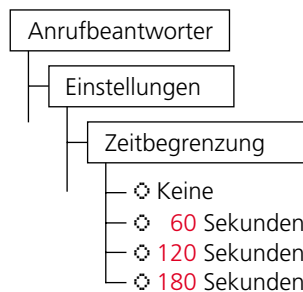 Anrufbeantworter
Einstellungen
Zeitbegrenzung
Keine
60 Sekunden
120 Sekunden
180 Sekunden